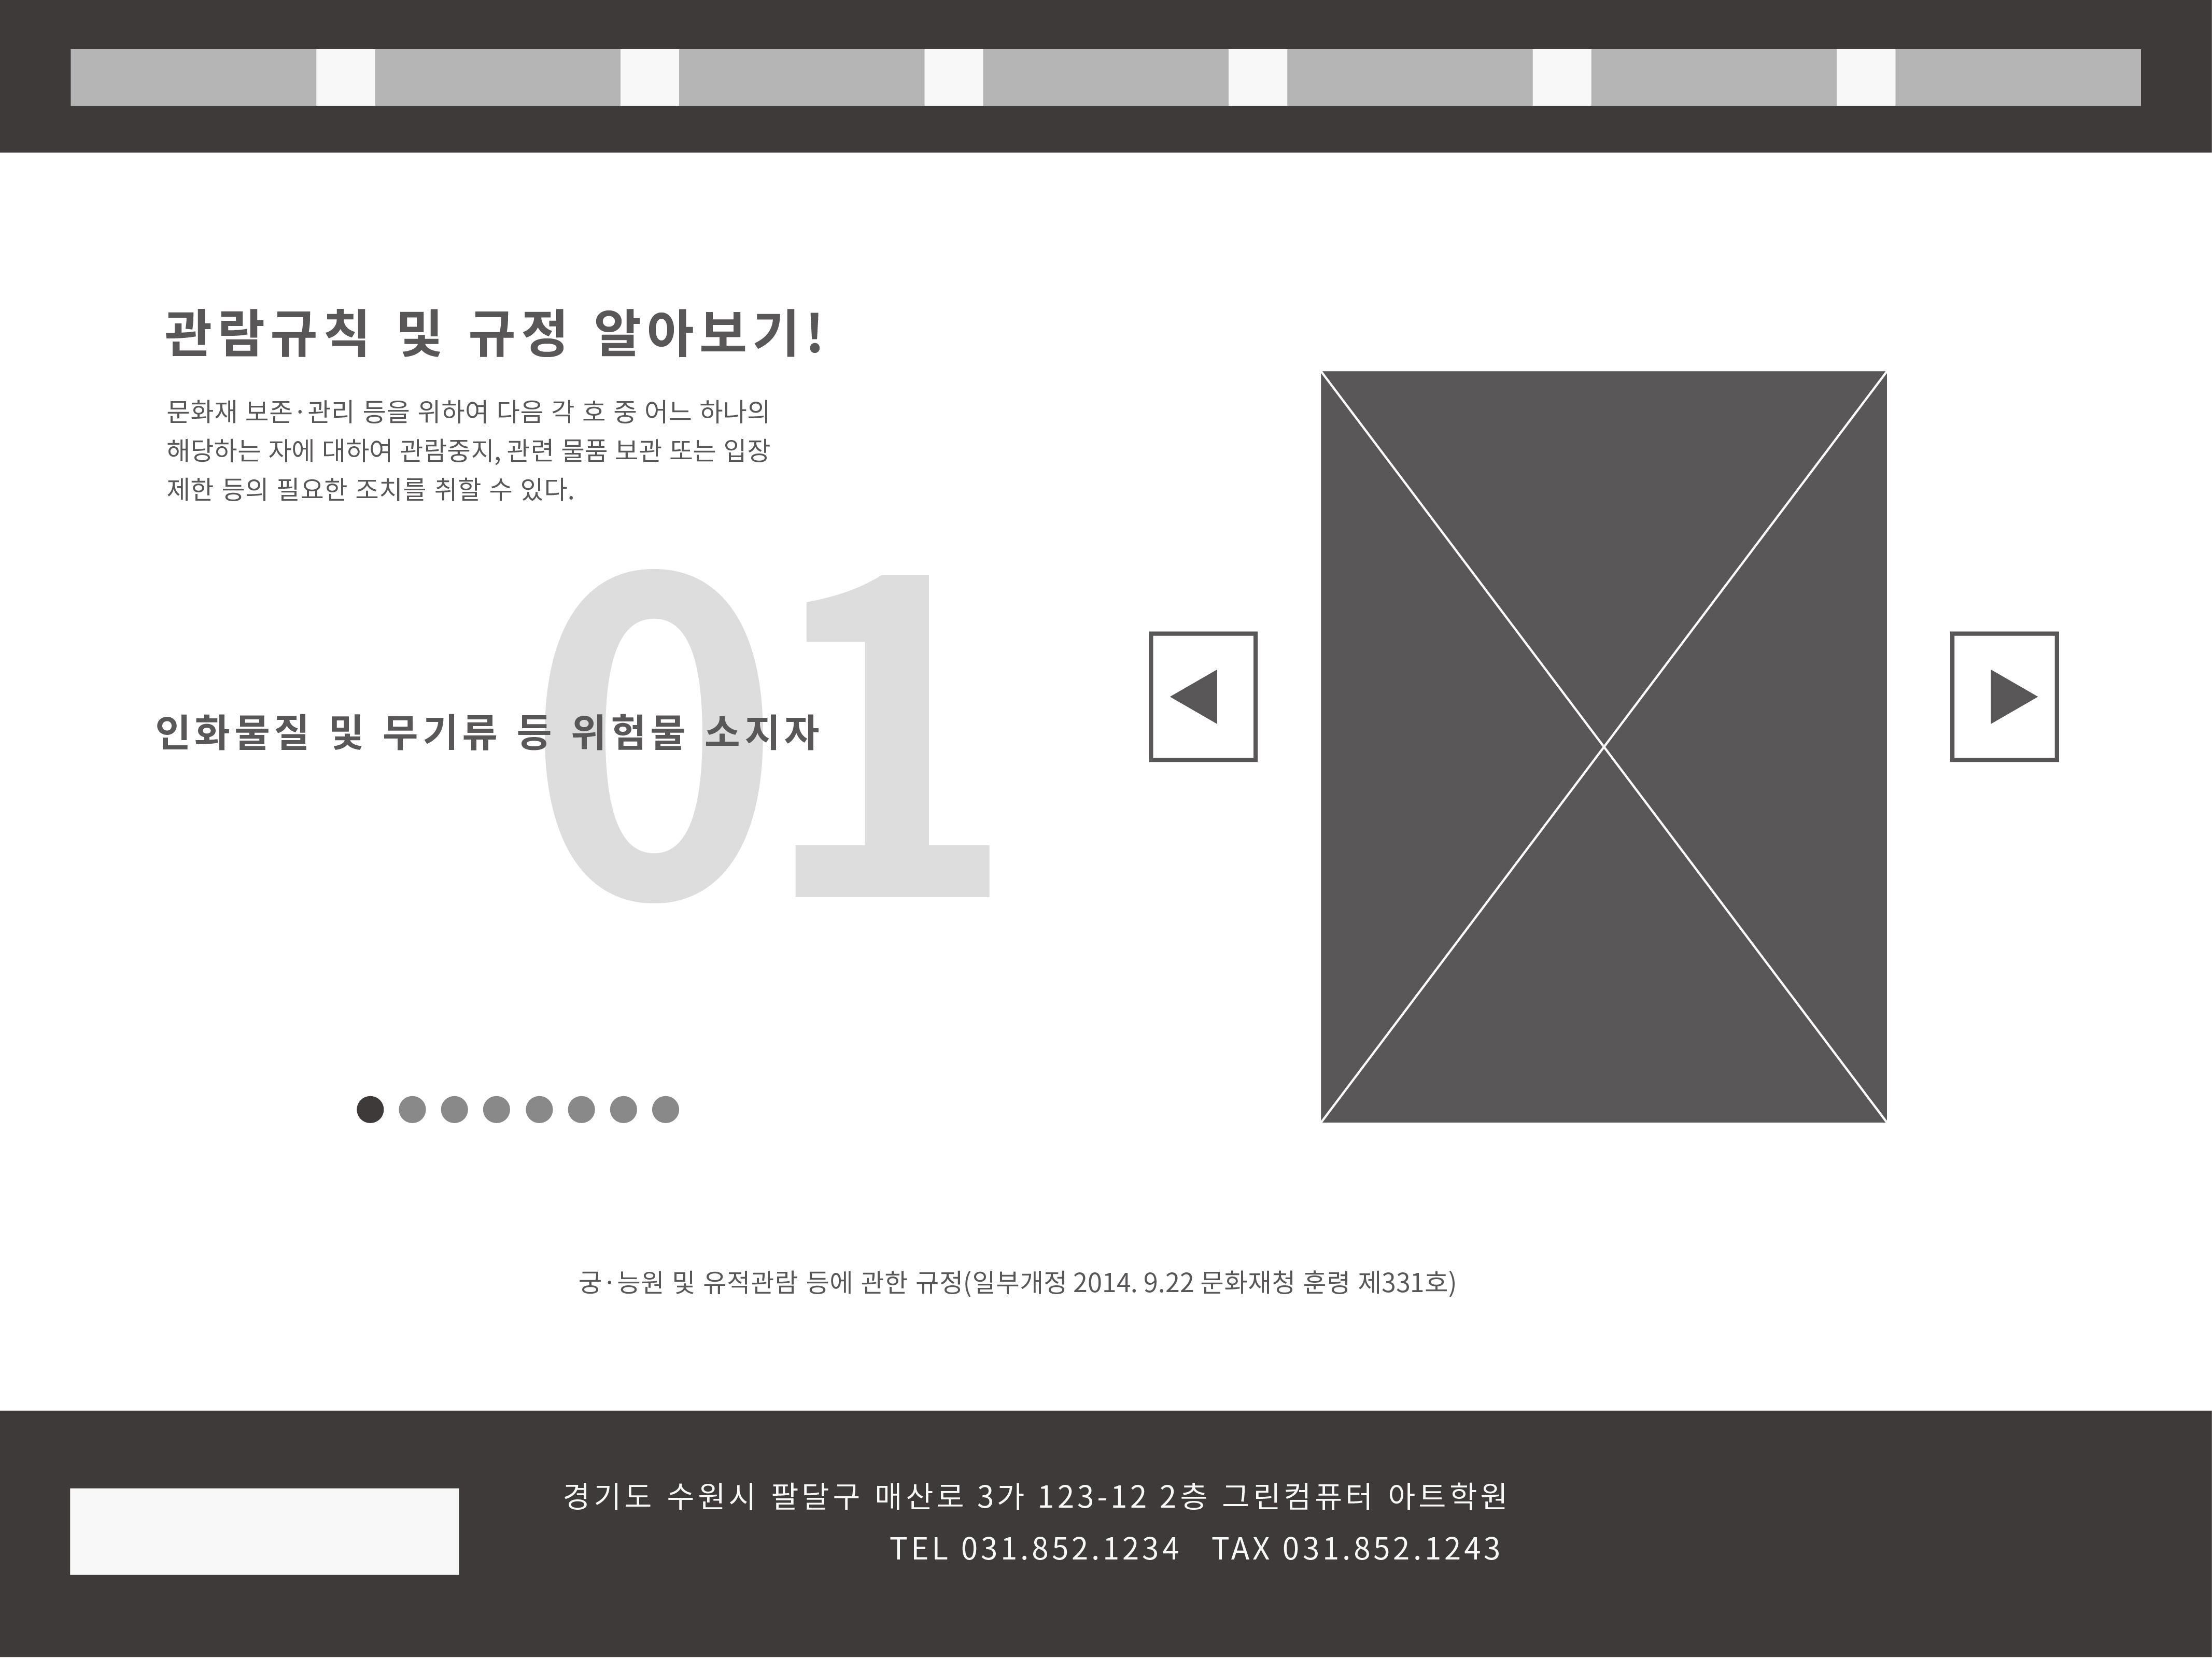 관람규칙 및 규정 알아보기!
문화재 보존·관리 등을 위하여 다음 각 호 중 어느 하나의
해당하는 자에 대하여 관람중지, 관련 물품 보관 또는 입장
제한 등의 필요한 조치를 취할 수 있다.
01
인화물질 및 무기류 등 위험물 소지자
궁·능원 및 유적관람 등에 관한 규정(일부개정 2014. 9.22 문화재청 훈령 제331호)
경기도 수원시 팔달구 매산로 3가 123-12 2층 그린컴퓨터 아트학원
TEL 031.852.1234 TAX 031.852.1243